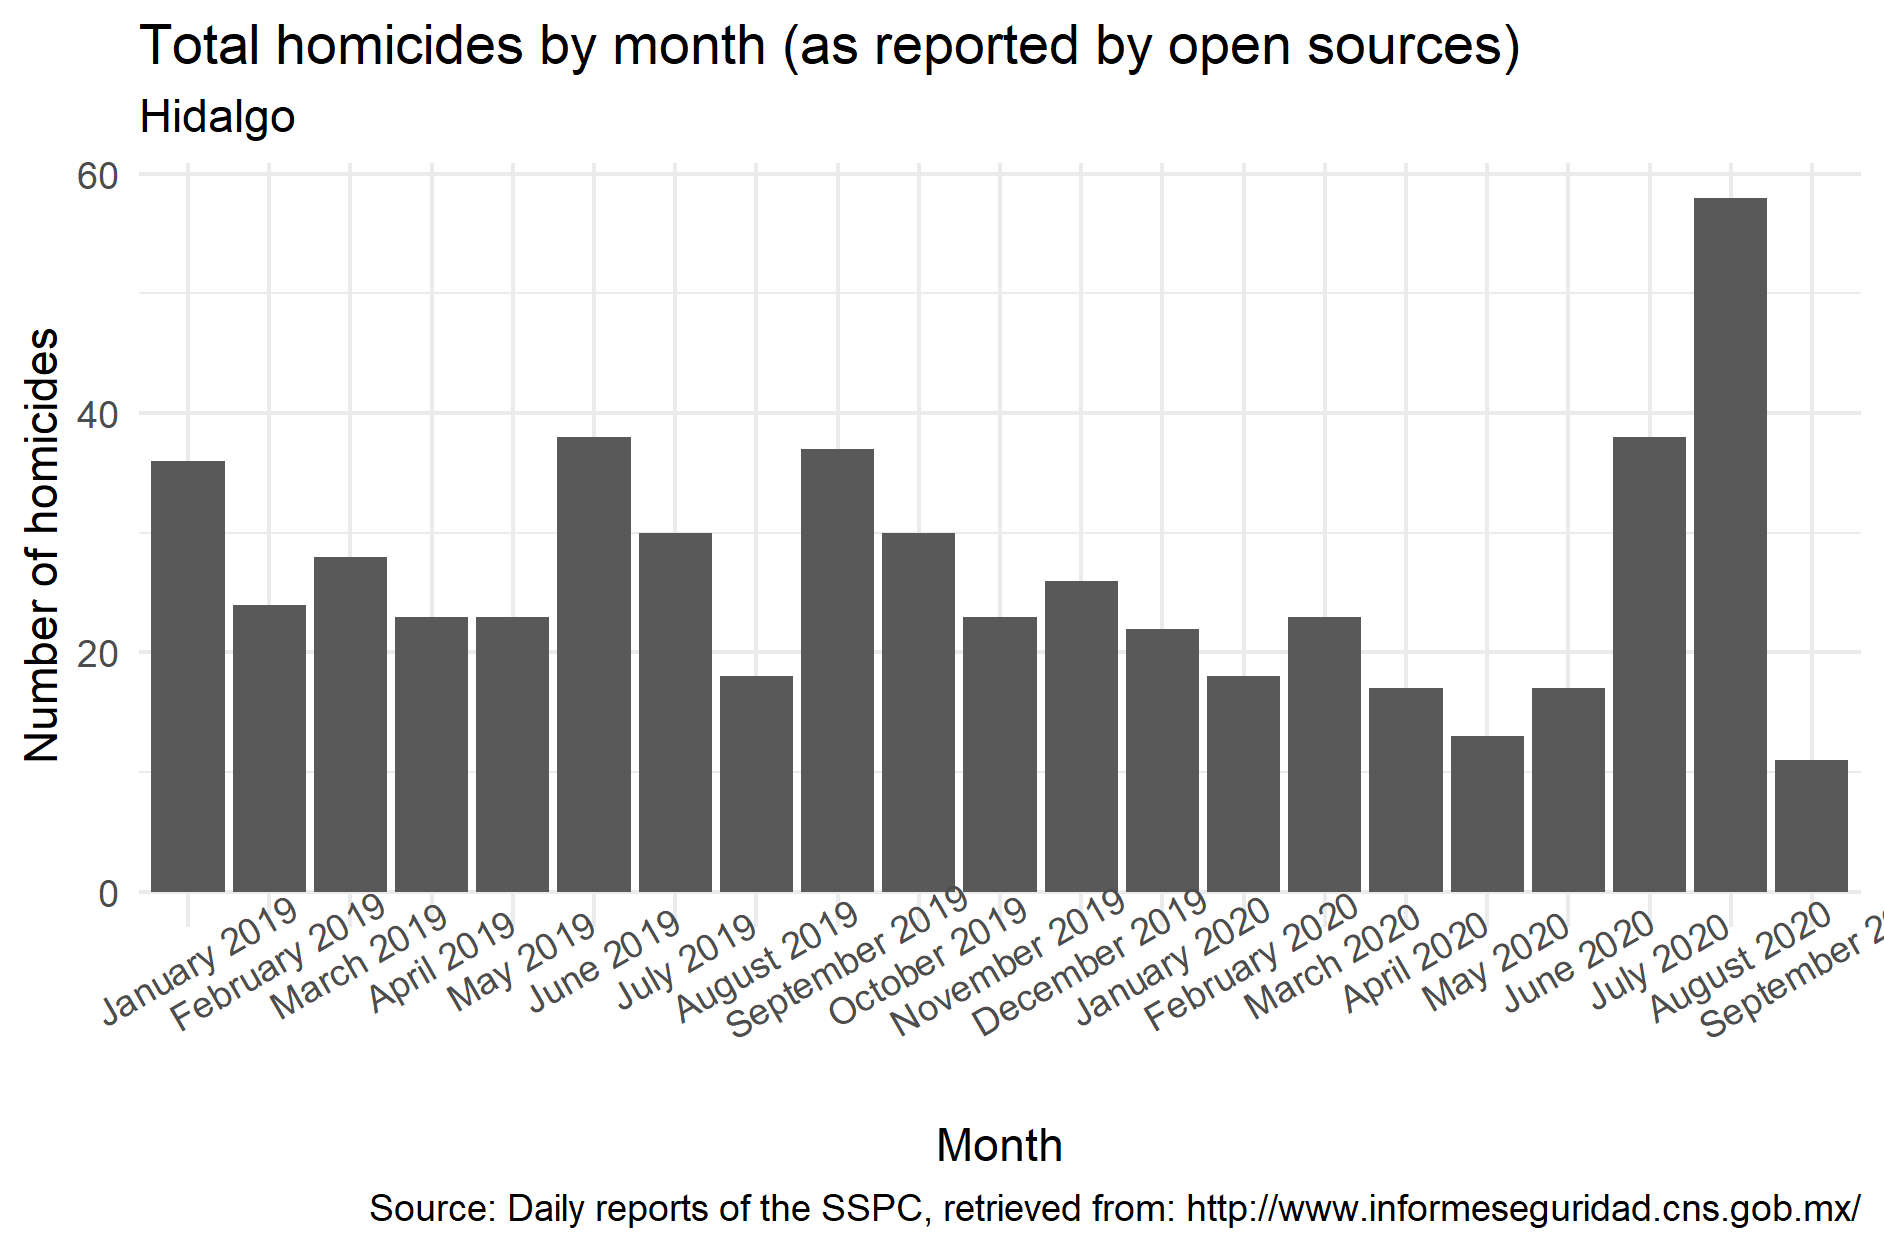 Total homicides by month (as reported by open sources)
Hidalgo
60
40
20
0
Number of homicides
January 2019
February 2019
March 2019
April 2019
May 2019
June 2019
July 2019
August 2019
September 2019
October 2019
November 2019
December 2019
January 2020
February 2020
March 2020
April 2020
May 2020
June 2020
July 2020
August 2020
September
Month
Source: Daily reports of the SSPC, retrieved from: http://www.informeseguridad.cns.gob.mx/